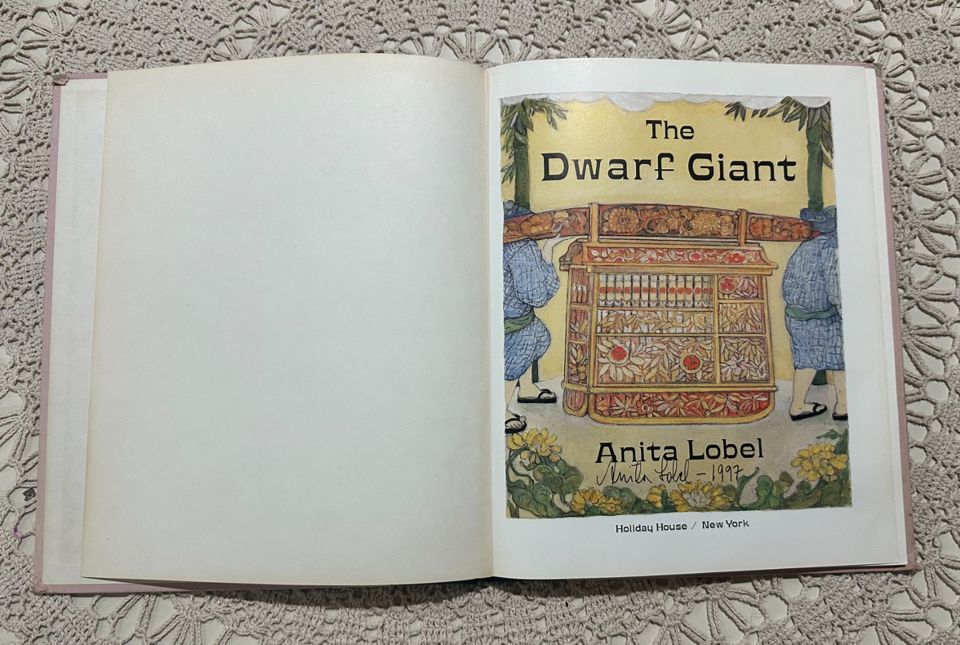 The
Dwarf Giant
Anita Lobel
Anita Lobel - 1997
Holiday House / New York